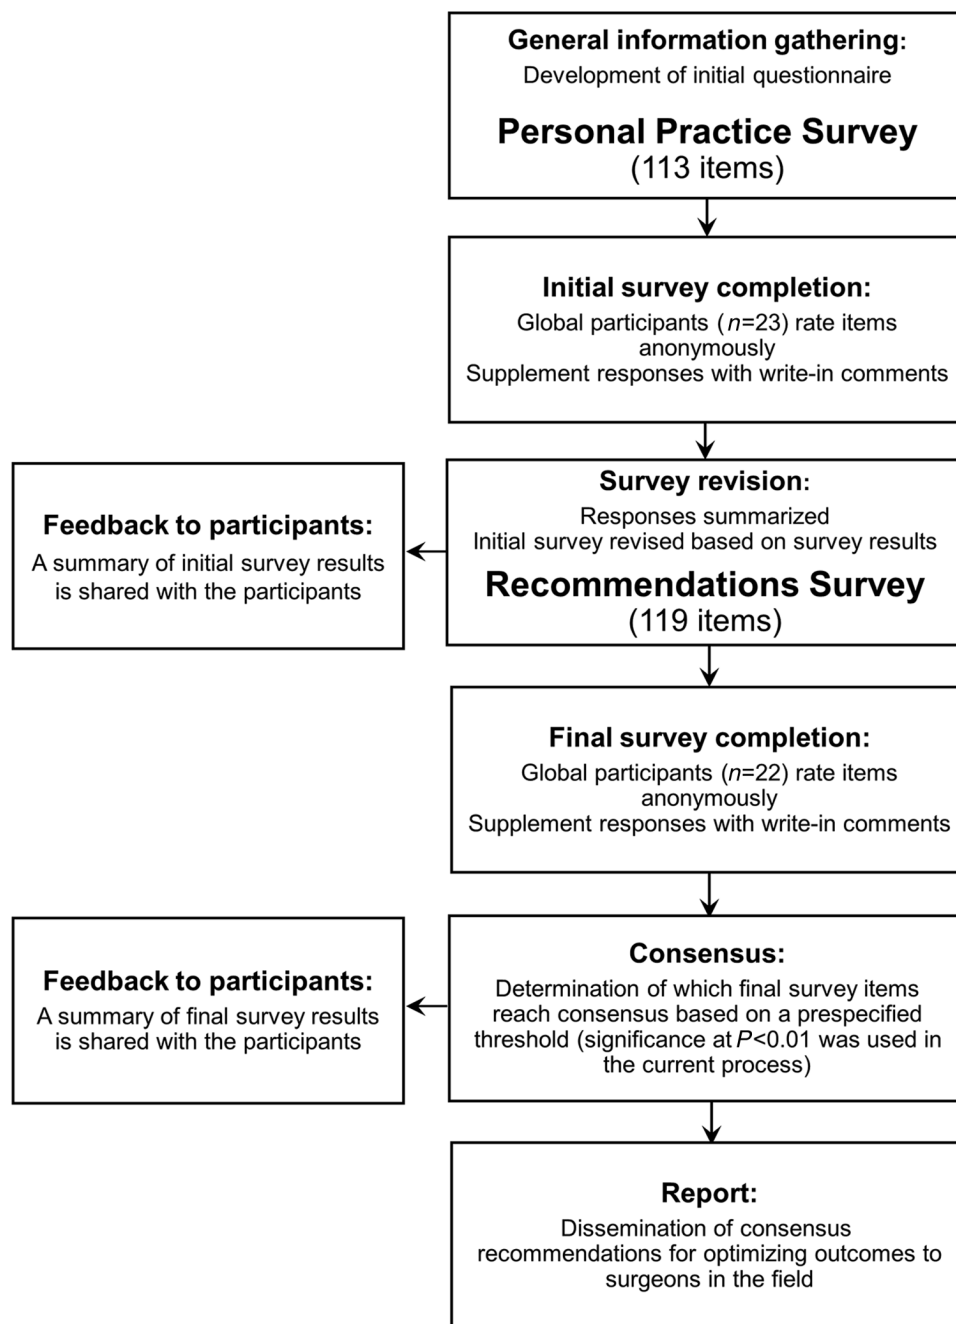 General information gathering:
Development of initial questionnaire
Personal Practice Survey
(113 items)
Initial survey completion:
Global participants (n=23) rate items
anonymously
Supplement responses with write-in comments
Survey revision:
Responses summarized
Initial survey revised based on survey results
Recommendations Survey
(119 items)
Feedback to participants:
A summary of initial survey results
is shared with the participants
Final survey completion:
Global participants (n=22) rate items
anonymously
Supplement responses with write-in comments
Consensus:
Determination of which final survey items
reach consensus based on a prespecified
threshold (significance at P<0.01 was used in
the current process)
Feedback to participants:
A summary of final survey results
is shared with the participants
Report:
Dissemination of consensus
recommendations for optimizing outcomes to
surgeons in the field